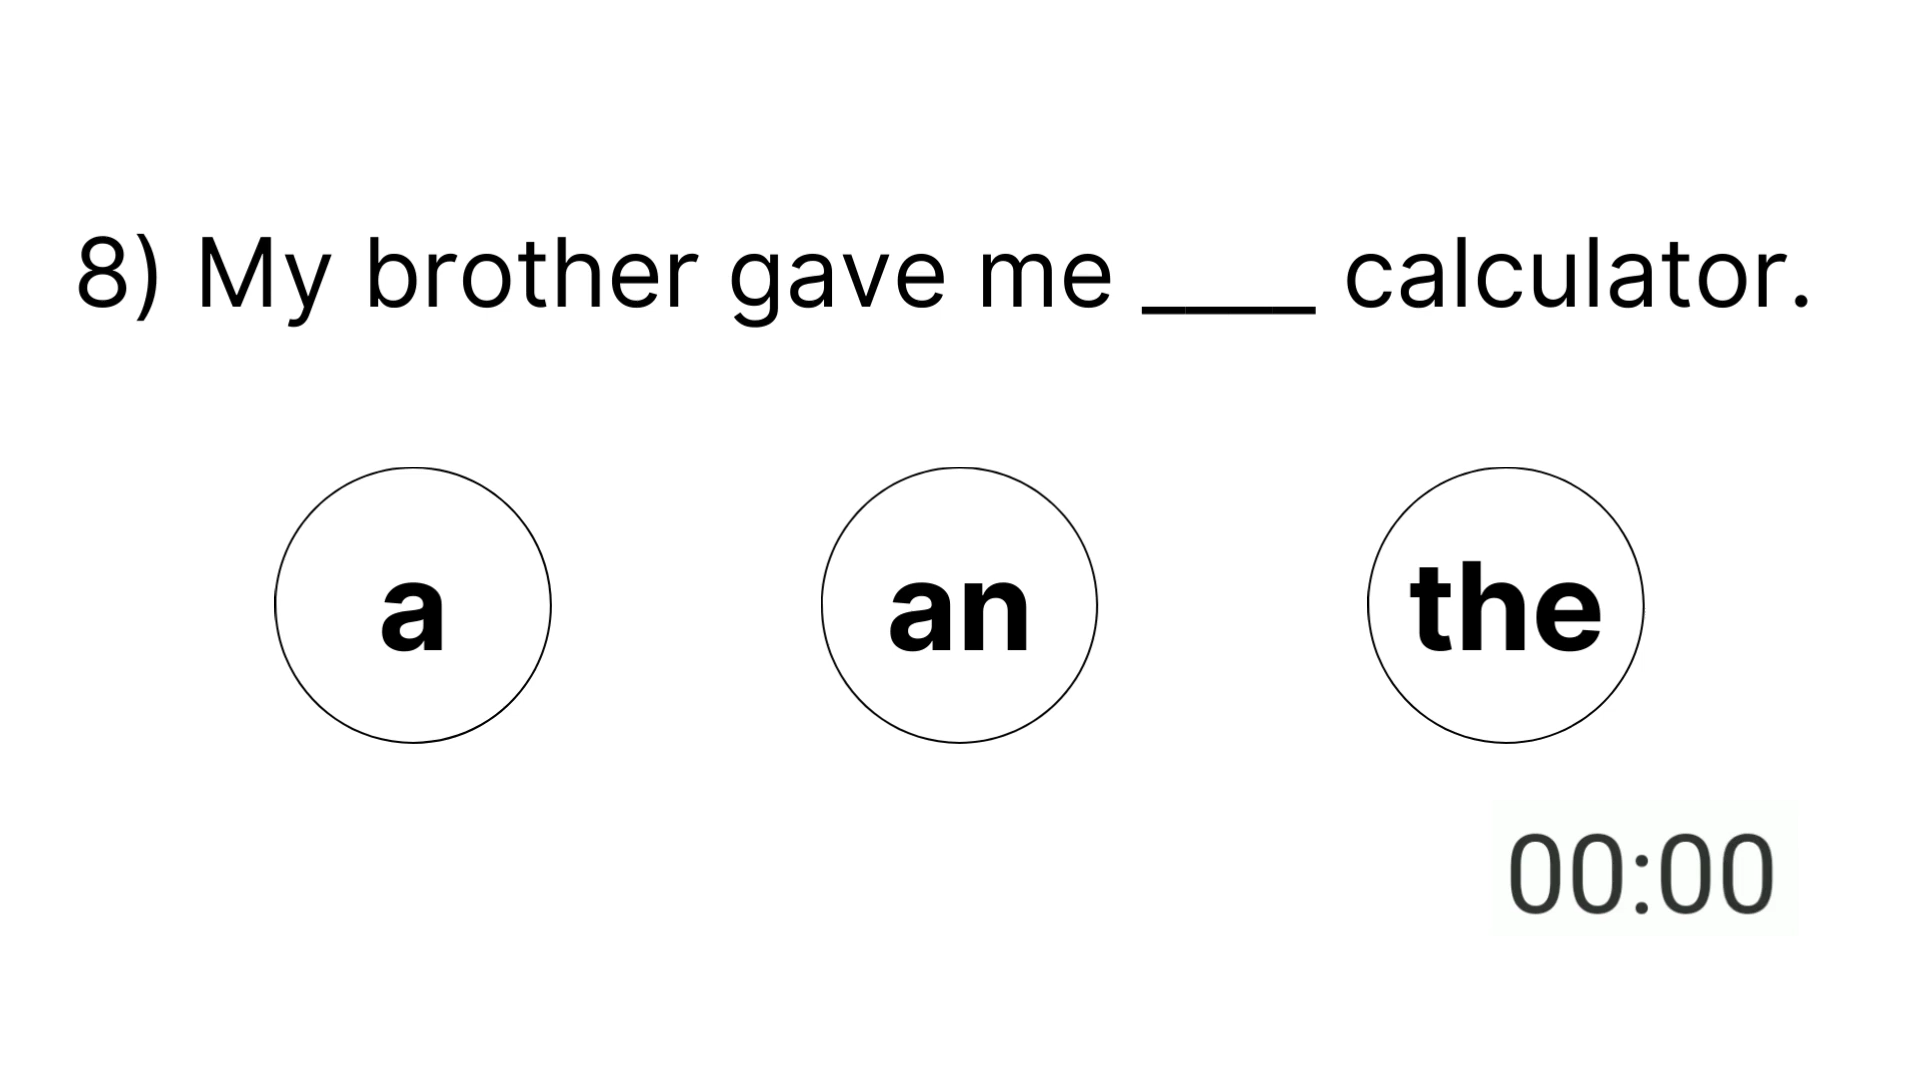 8) My brother gave me ____ calculator.
a
an
the
00:00